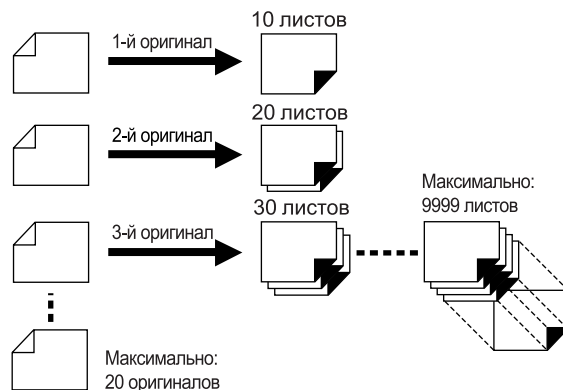 1-й оригинал
10 листов
2-й оригинал
20 листов
3-й оригинал
30 листов
Максимально:
9999 листов
Максимально:
20 оригиналов